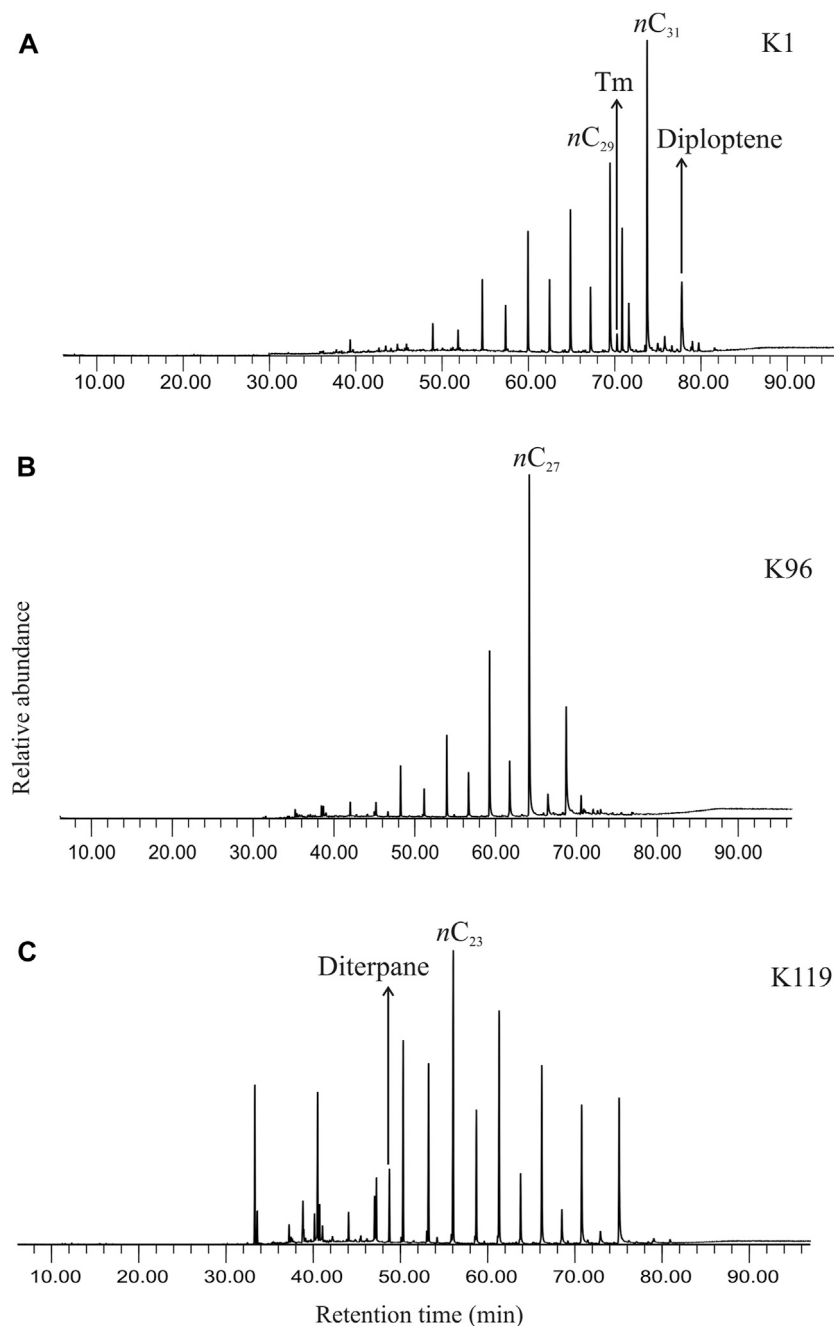 A
K1
nC₃₁
Tm
nC₂₉
Diploptene
10.00 20.00 30.00 40.00 50.00 60.00 70.00 80.00 90.00
B
nC₂₇
K96
Relative abundance
10.00 20.00 30.00 40.00 50.00 60.00 70.00 80.00 90.00
C
nC₂₃
Diterpane
K119
10.00 20.00 30.00 40.00 50.00 60.00 70.00 80.00 90.00
Retention time (min)